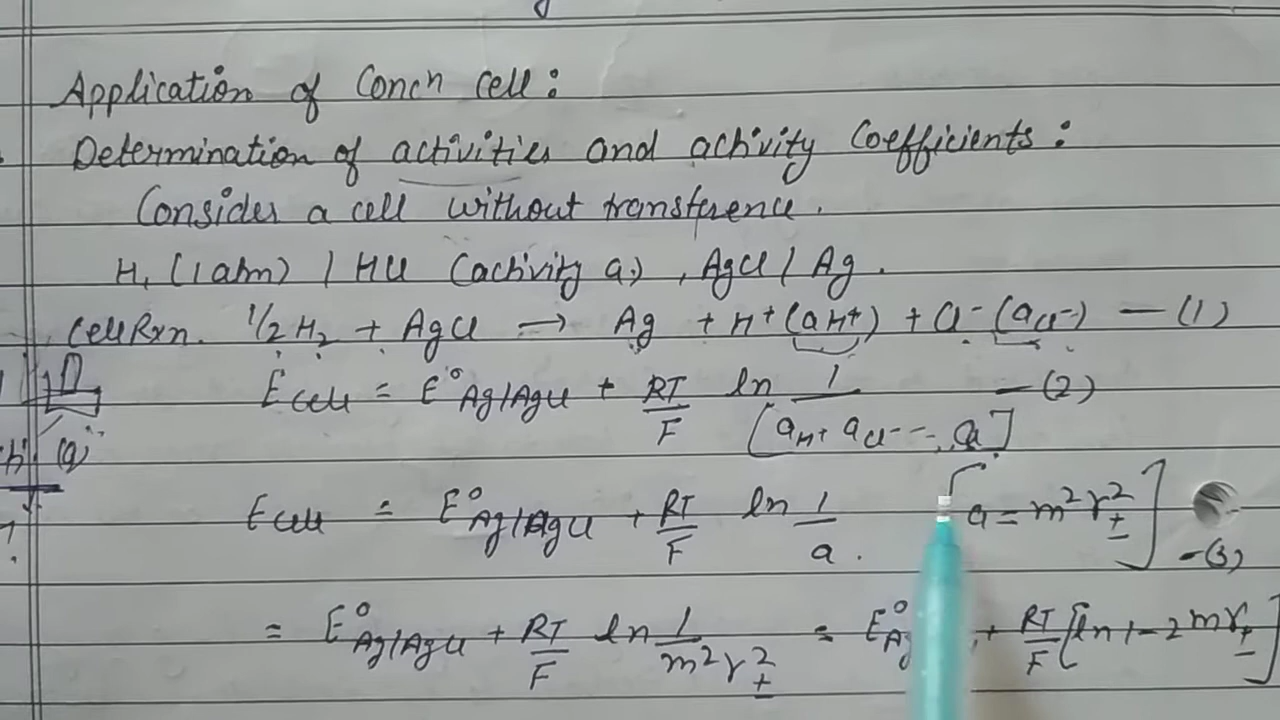 Application of Concn cell :
Determination of activities and activity Coefficients :
Consider a cell without transference.
H2 (1 atm) / HCl (activity a), AgCl / Ag.
Cell Rxn. 1/2 H2 + AgCl → Ag + H+ (aH+) + Cl- (aCl-) — (1)
Ecell = E° Ag/AgCl + RT/F ln 1/[aH+ aCl- --, a] — (2)
(a)
Ecell = E° Ag/AgCl + RT/F ln 1/a. [a = m²γ±²] — (3)
= E° Ag/AgCl + RT/F ln 1/m²γ±² = E°A + RT/F [ln 1 - 2 mγ±]